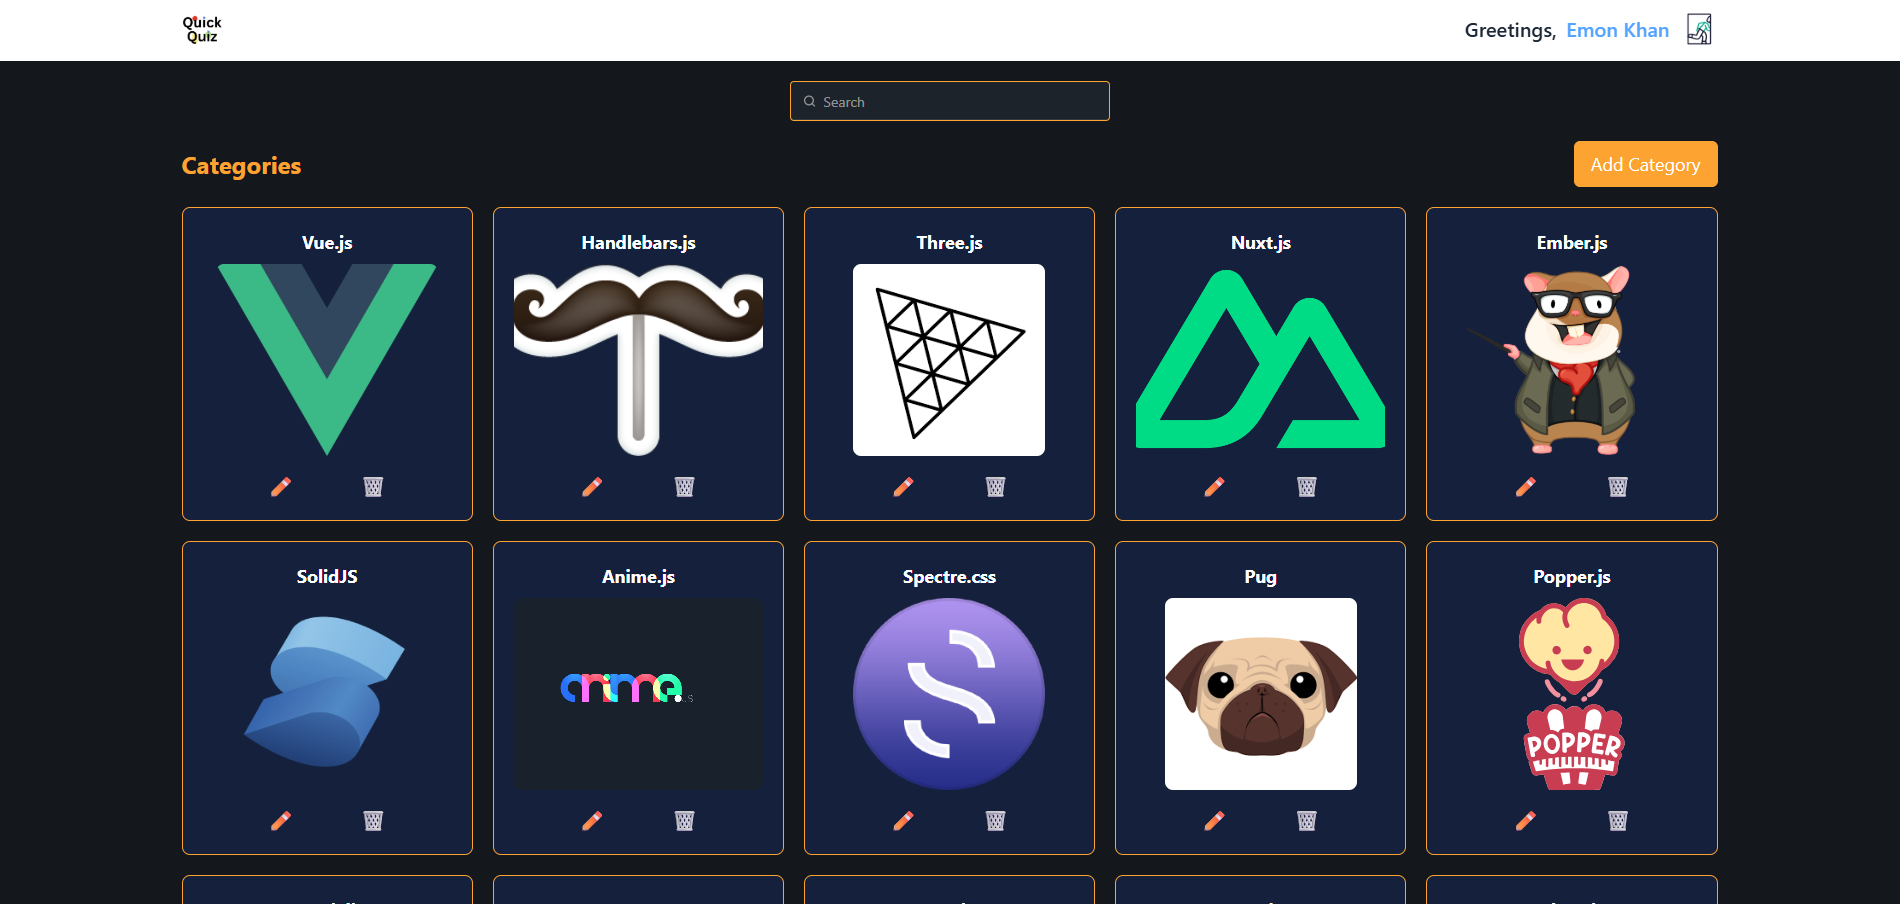 Quick
Quiz
Greetings, Emon Khan
Search
Categories
Add Category
Vue.js
Handlebars.js
Three.js
Nuxt.js
Ember.js
SolidJS
Anime.js
Spectre.css
Pug
Popper.js
anime.js
POPPER